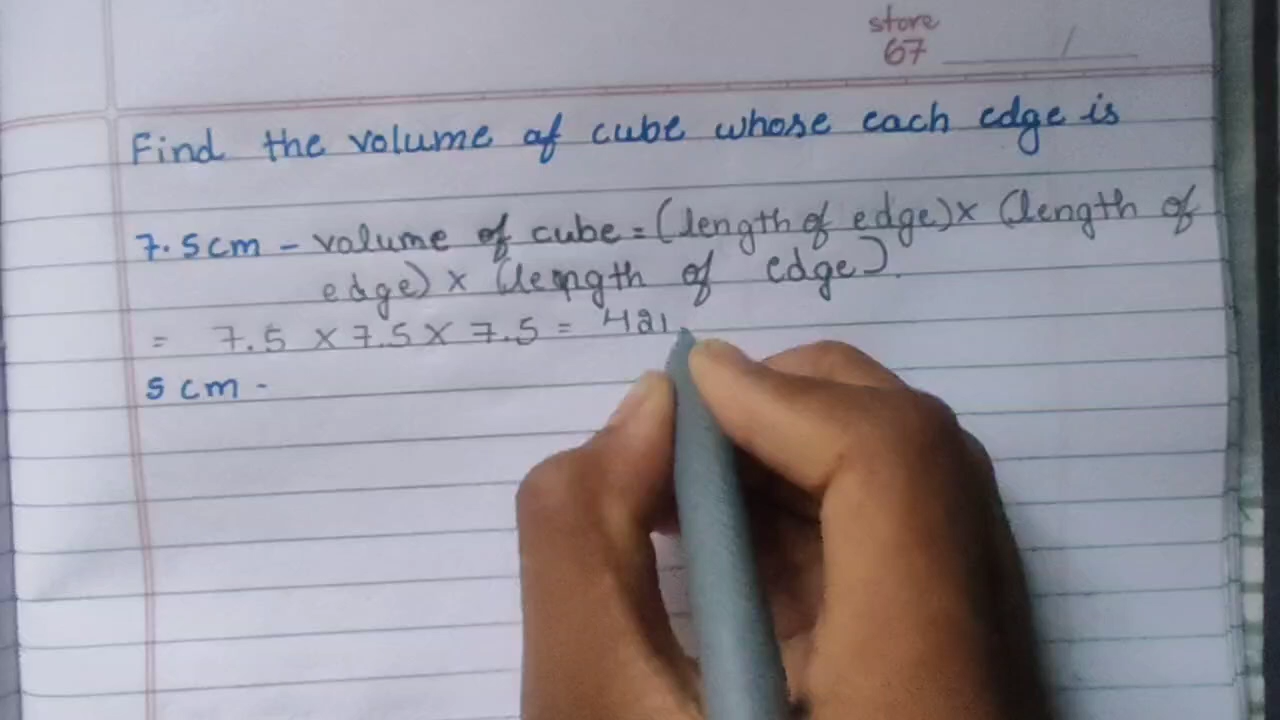 store
67
Find the volume of cube whose each edge is
7.5cm - volume of cube = (length of edge) × (length of
edge) × (length of edge).
= 7.5 × 7.5 × 7.5 = 421.
5 cm -